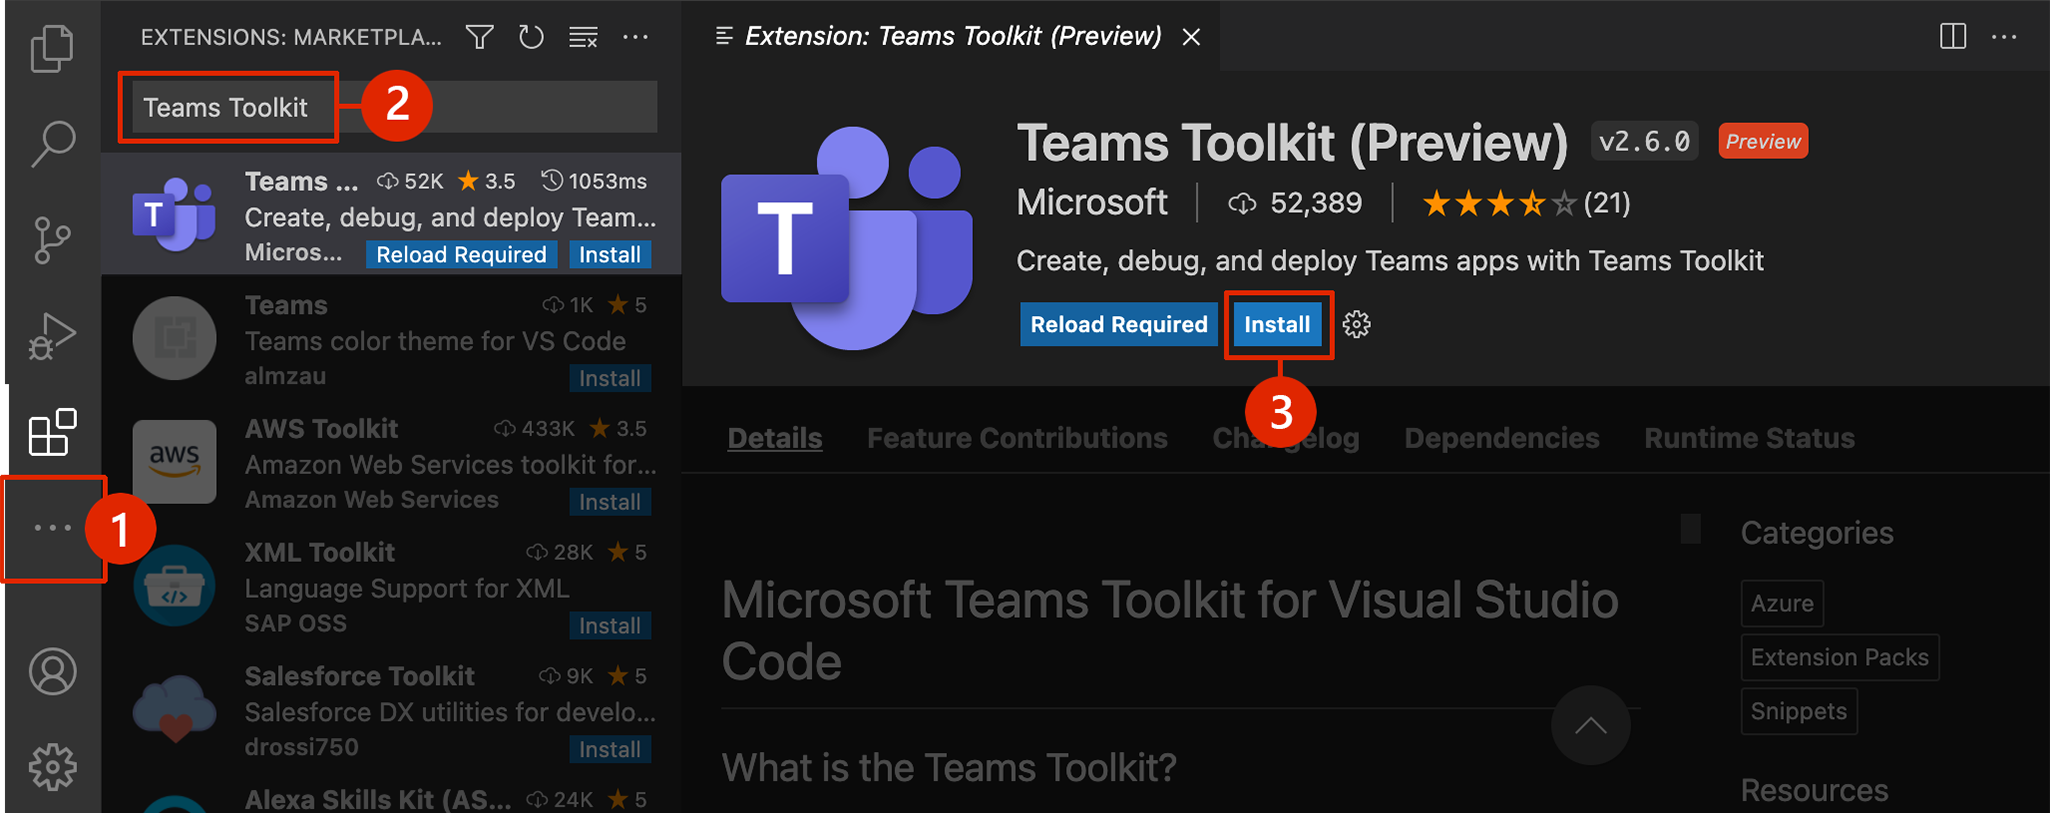 EXTENSIONS: MARKETPLA...
Teams Toolkit
2
Teams ... 52K 3.5 1053ms
Create, debug, and deploy Team...
Micros... Reload Required Install
Teams 1K 5
Teams color theme for VS Code
almzau Install
aws
AWS Toolkit 433K 3.5
Amazon Web Services toolkit for...
Amazon Web Services Install
1
XML Toolkit 28K 5
Language Support for XML
SAP OSS Install
Salesforce Toolkit 9K 5
Salesforce DX utilities for develo...
drossi750 Install
Alexa Skills Kit (AS... 24K 5
Extension: Teams Toolkit (Preview)
T
Teams Toolkit (Preview) v2.6.0 Preview
Microsoft 52,389 (21)
Create, debug, and deploy Teams apps with Teams Toolkit
Reload Required Install
3
Details Feature Contributions Changelog Dependencies Runtime Status
Microsoft Teams Toolkit for Visual Studio
Code
What is the Teams Toolkit?
Categories
Azure
Extension Packs
Snippets
Resources